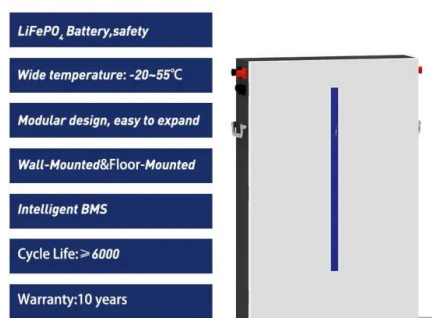 LiFePO₄ Battery,safety
Wide temperature: -20~55℃
Modular design, easy to expand
Wall-Mounted&Floor-Mounted
Intelligent BMS
Cycle Life:≥6000
Warranty:10 years